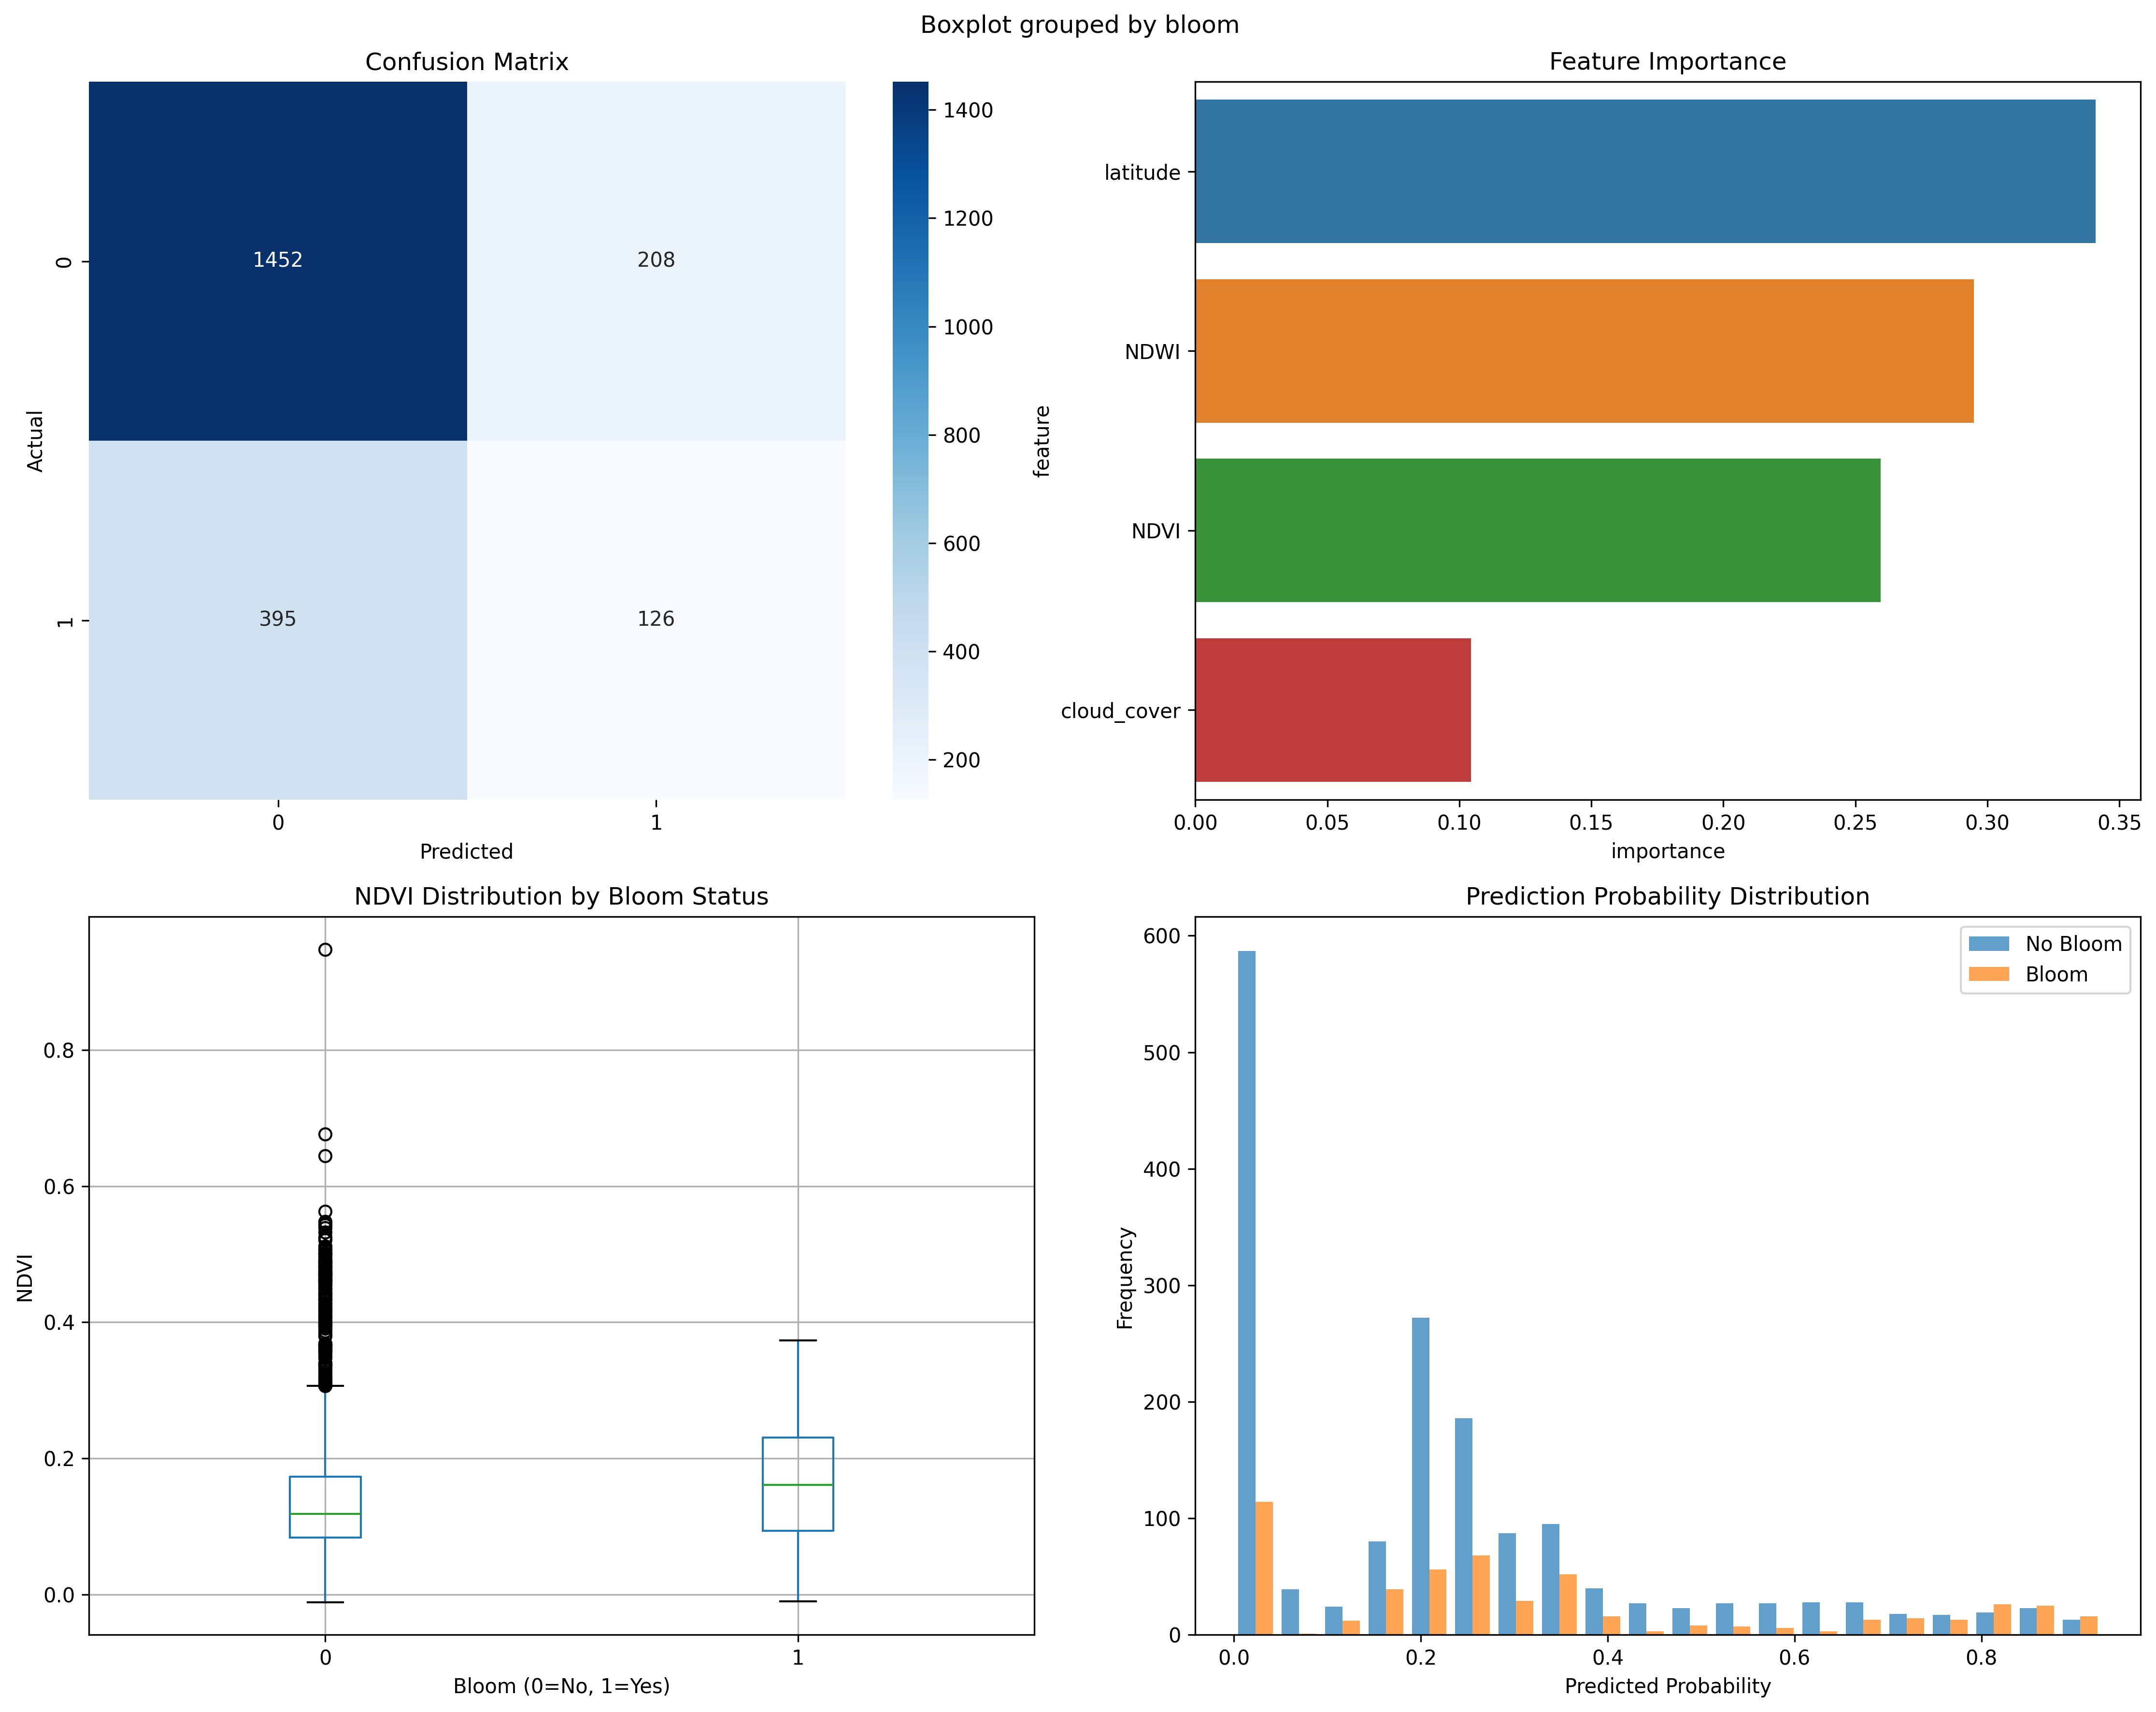 Boxplot grouped by bloom
Confusion Matrix
Actual
0
1
1452
208
395
126
0
1
Predicted
1400
1200
1000
800
600
400
200
Feature Importance
feature
latitude
NDWI
NDVI
cloud_cover
0.00
0.05
0.10
0.15
0.20
0.25
0.30
0.35
importance
NDVI Distribution by Bloom Status
NDVI
0.8
0.6
0.4
0.2
0.0
0
1
Bloom (0=No, 1=Yes)
Prediction Probability Distribution
No Bloom
Bloom
Frequency
600
500
400
300
200
100
0
0.0
0.2
0.4
0.6
0.8
Predicted Probability